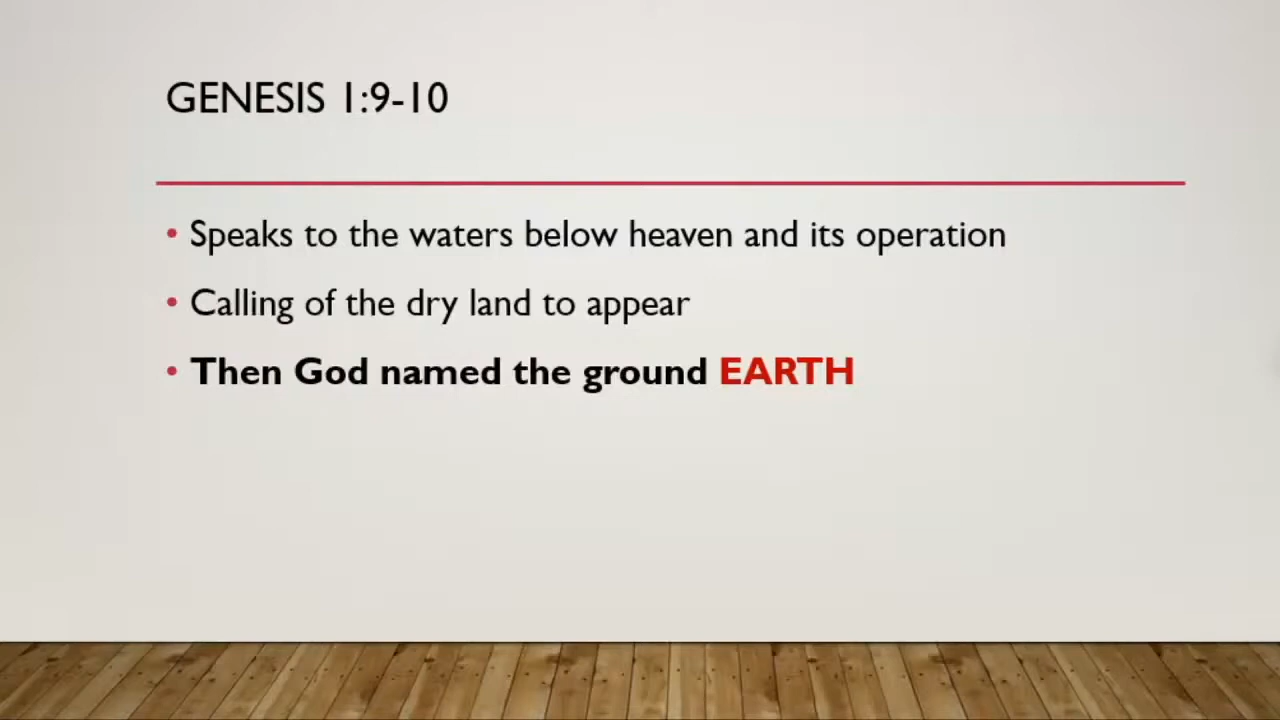 GENESIS 1:9-10
• Speaks to the waters below heaven and its operation
• Calling of the dry land to appear
• Then God named the ground EARTH